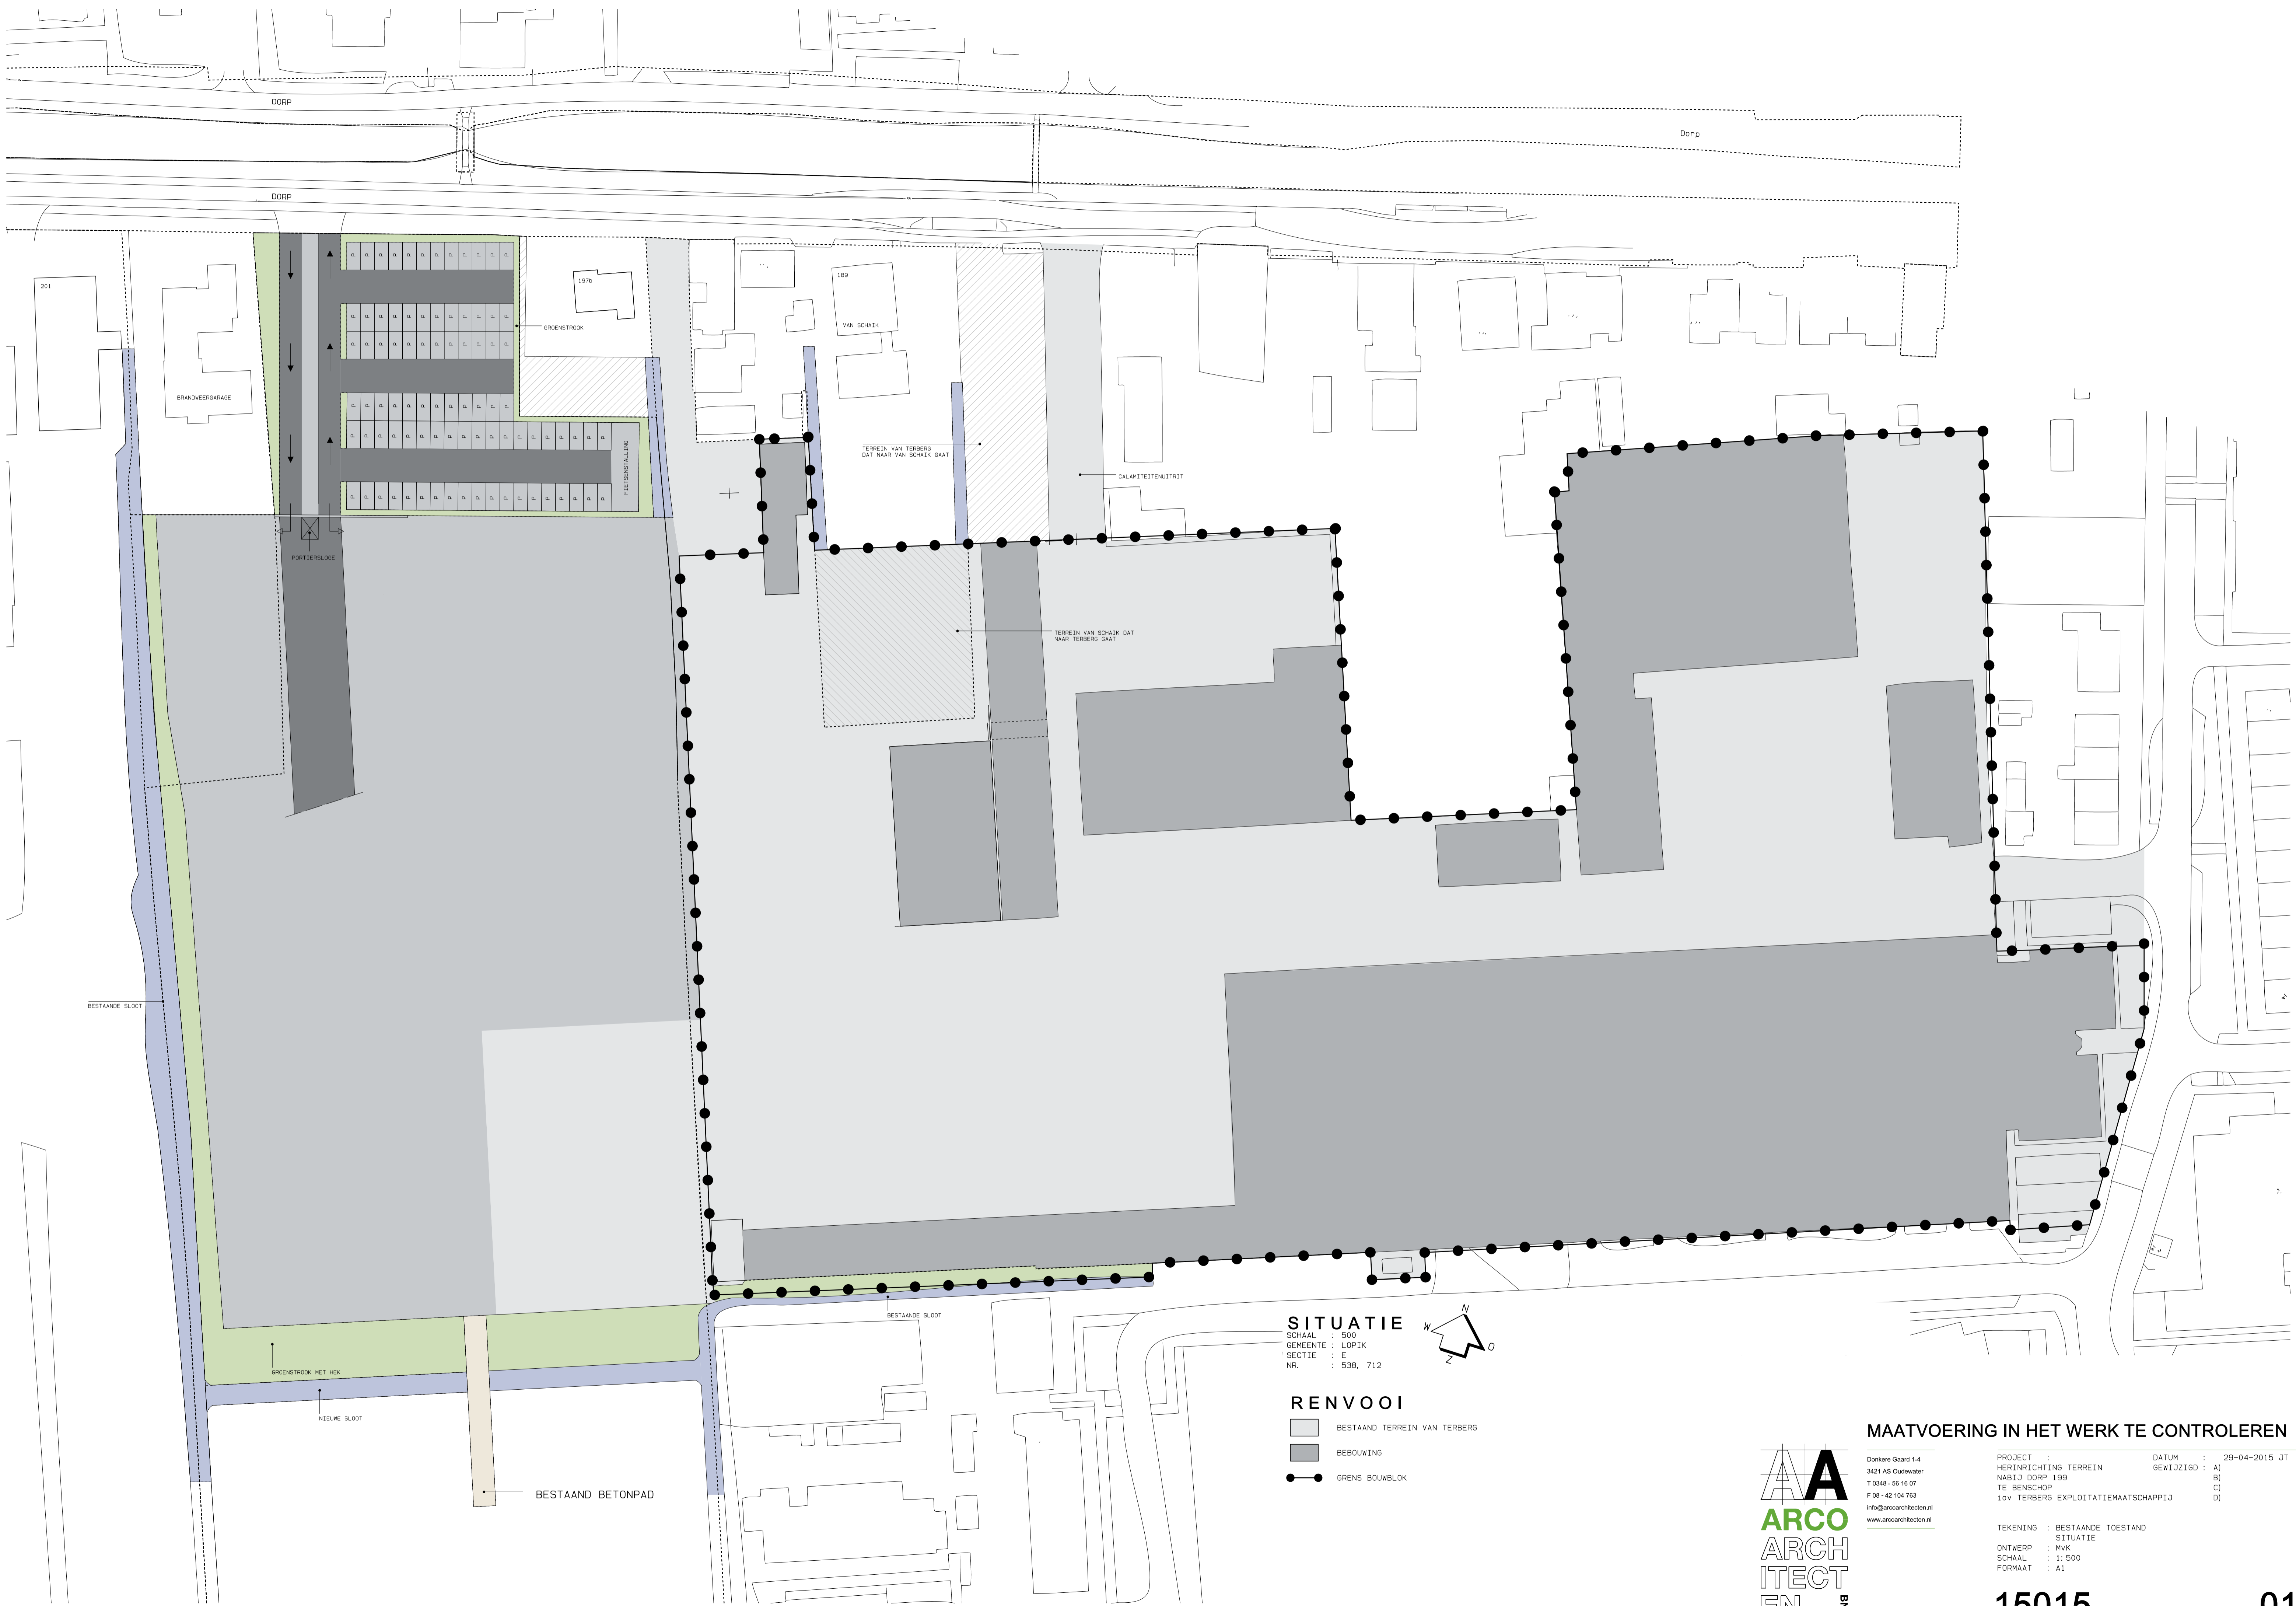 DORP
Dorp
DORP
201
197b
189
VAN SCHAIK
BRANDWEERGARAGE
GROENSTROOK
P P P P P P P P P P P P
P P P P P P P P P P P P
P P P P P P P P P P P P
P P P P P P P P P P P P
P P P P P P P P P P P P P P P P P P P
P P P P P P P P P P P P P P P P P P P
FIETSENSTALLING
TERREIN VAN TERBERG
DAT NAAR VAN SCHAIK GAAT
CALAMITEITENUITRIT
PORTIERSLOGE
TERREIN VAN SCHAIK DAT
NAAR TERBERG GAAT
BESTAANDE SLOOT
BESTAANDE SLOOT
GROENSTROOK MET HEK
NIEUWE SLOOT
BESTAAND BETONPAD
SITUATIE
SCHAAL : 500
GEMEENTE : LOPIK
SECTIE : E
NR. : 538, 712
N
W
O
Z
RENVOOI
BESTAAND TERREIN VAN TERBERG
BEBOUWING
GRENS BOUWBLOK
MAATVOERING IN HET WERK TE CONTROLEREN
AA
ARCO
ARCH
ITECT
EN
Donkere Gaard 1-4
3421 AS Oudewater
T 0348 - 56 16 07
F 08 - 42 104 763
info@arcoarchitecten.nl
www.arcoarchitecten.nl
PROJECT :
HERINRICHTING TERREIN
NABIJ DORP 199
TE BENSCHOP
iov TERBERG EXPLOITATIEMAATSCHAPPIJ
DATUM : 29-04-2015 JT
GEWIJZIGD : A)
B)
C)
D)
TEKENING : BESTAANDE TOESTAND
SITUATIE
ONTWERP : MvK
SCHAAL : 1:500
FORMAAT : A1
15015
01